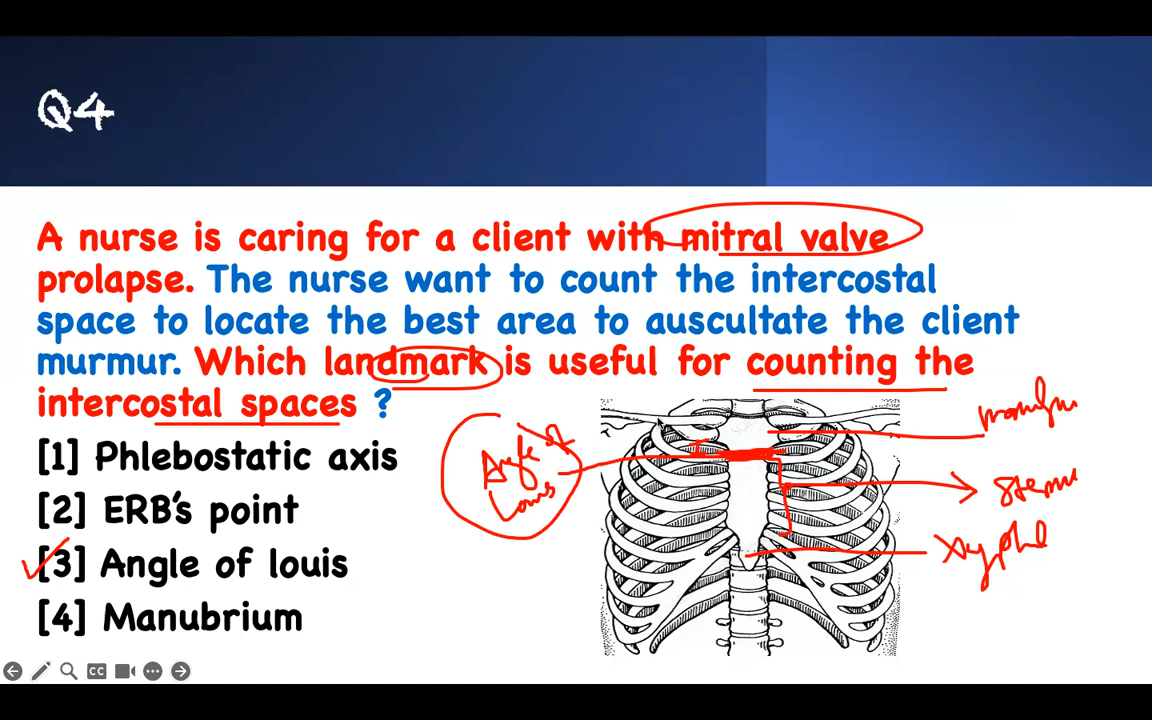 Q4
A nurse is caring for a client with mitral valve
prolapse. The nurse want to count the intercostal
space to locate the best area to auscultate the client
murmur. Which landmark is useful for counting the
intercostal spaces ?
[1] Phlebostatic axis
[2] ERB's point
[3] Angle of louis
[4] Manubrium
Angle of
Louis
CC